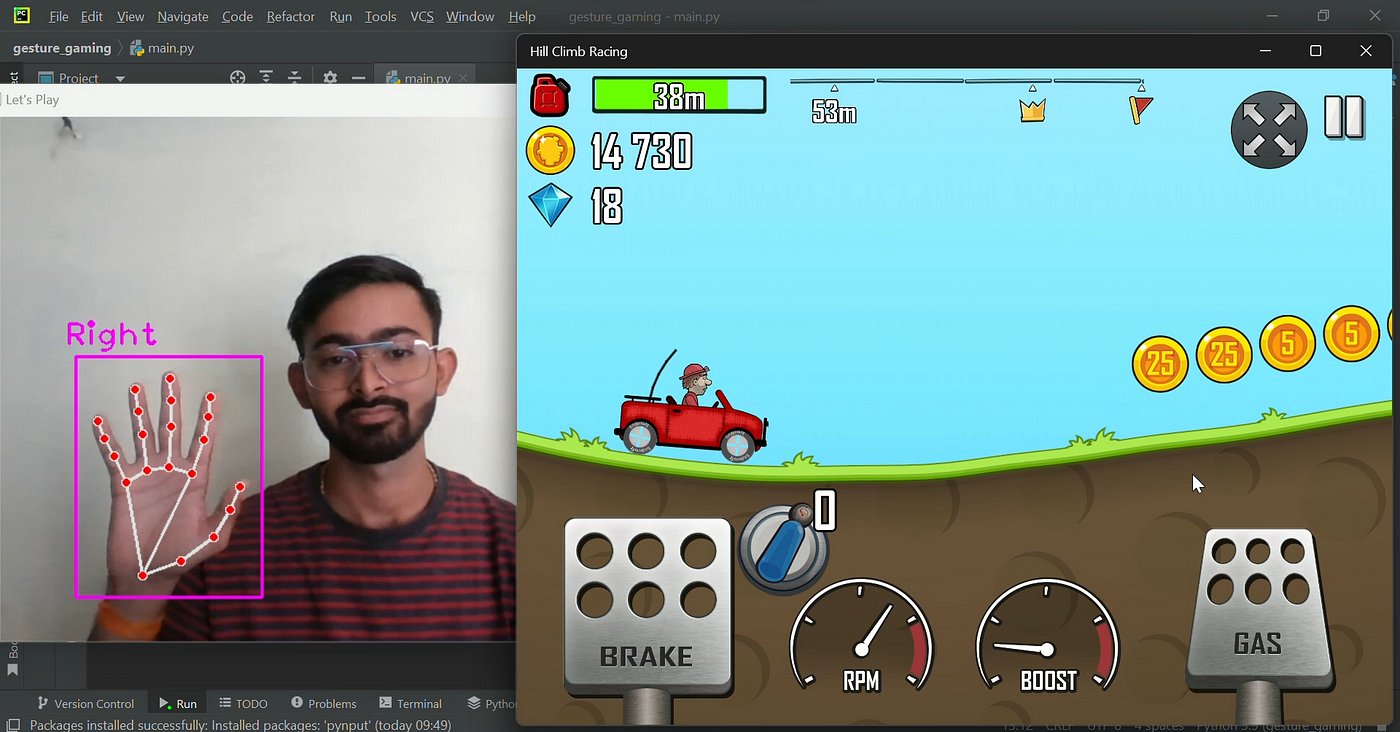 PC File Edit View Navigate Code Refactor Run Tools VCS Window Help gesture_gaming - main.py
gesture_gaming main.py
Project main.py
Let's Play
Right
Hill Climb Racing
38m
53m
14 730
18
25 25 5 5
0
BRAKE
RPM
BOOST
GAS
Version Control Run TODO Problems Terminal Pytho
Packages installed successfully: Installed packages: 'pynput' (today 09:49)